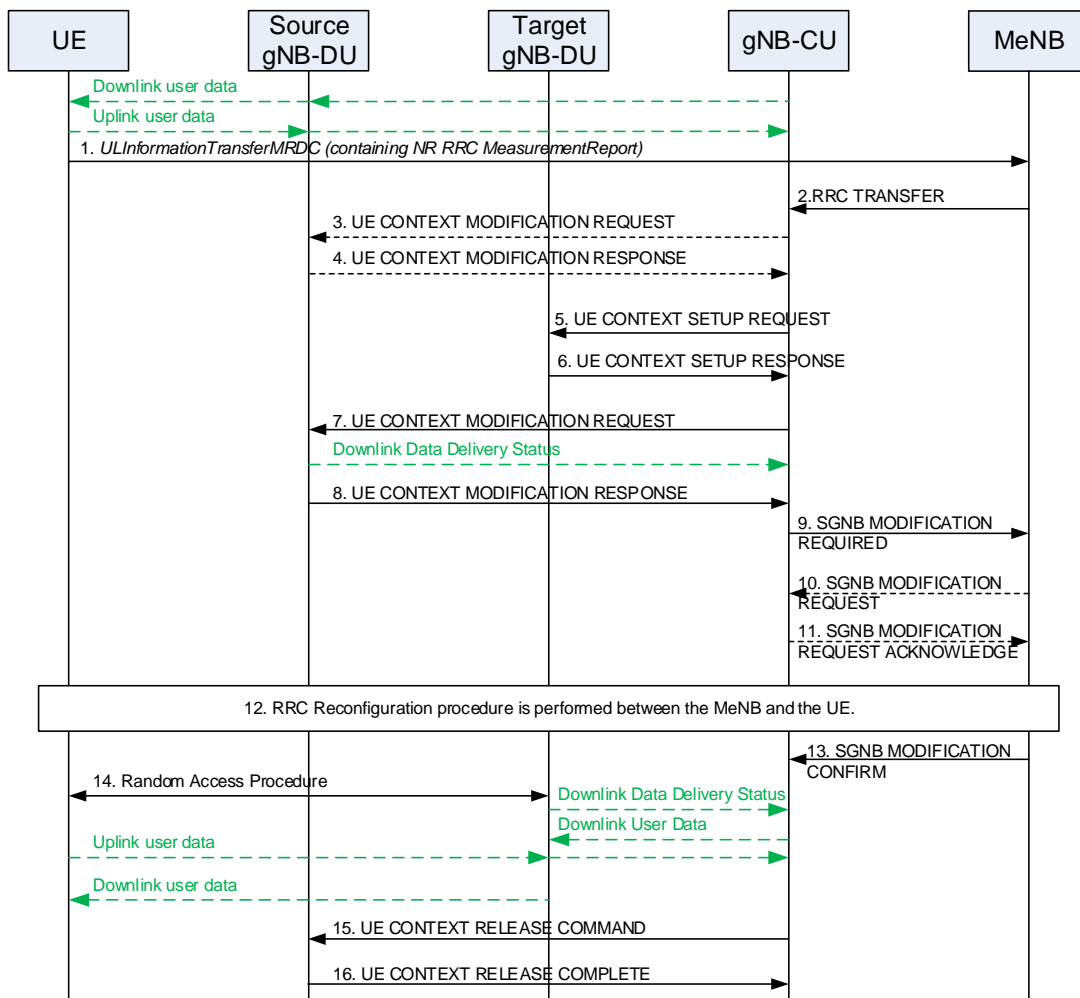 UE
Source
gNB-DU
Target
gNB-DU
gNB-CU
MeNB
Downlink user data
Uplink user data
1. ULInformationTransferMRDC (containing NR RRC MeasurementReport)
2.RRC TRANSFER
3. UE CONTEXT MODIFICATION REQUEST
4. UE CONTEXT MODIFICATION RESPONSE
5. UE CONTEXT SETUP REQUEST
6. UE CONTEXT SETUP RESPONSE
7. UE CONTEXT MODIFICATION REQUEST
Downlink Data Delivery Status
8. UE CONTEXT MODIFICATION RESPONSE
9. SGNB MODIFICATION
REQUIRED
10. SGNB MODIFICATION
REQUEST
11. SGNB MODIFICATION
REQUEST ACKNOWLEDGE
12. RRC Reconfiguration procedure is performed between the MeNB and the UE.
13. SGNB MODIFICATION
CONFIRM
14. Random Access Procedure
Downlink Data Delivery Status
Downlink User Data
Uplink user data
Downlink user data
15. UE CONTEXT RELEASE COMMAND
16. UE CONTEXT RELEASE COMPLETE